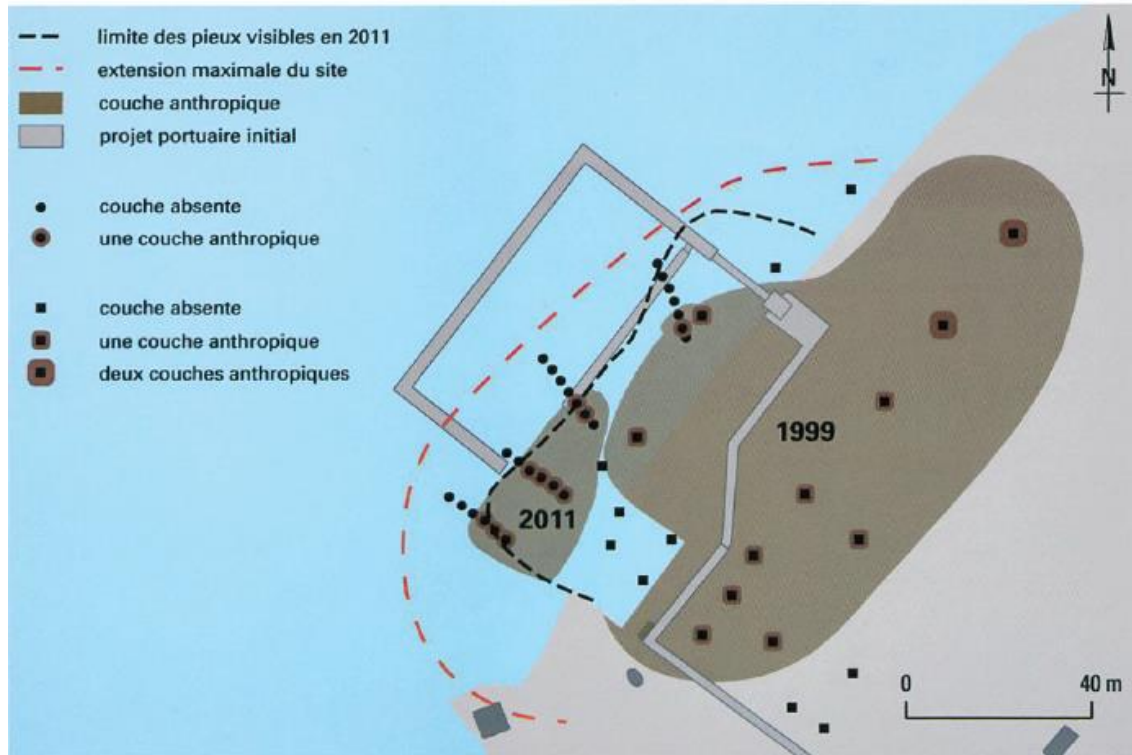 limite des pieux visibles en 2011
extension maximale du site
couche anthropique
projet portuaire initial
couche absente
une couche anthropique
couche absente
une couche anthropique
deux couches anthropiques
N
1999
2011
0 40 m